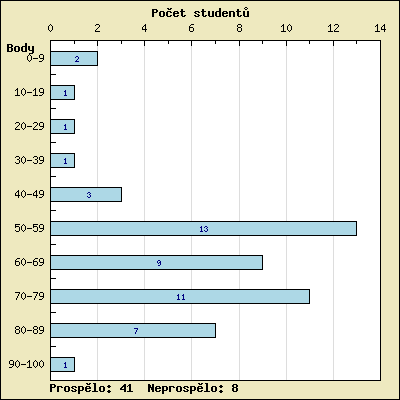 Počet studentů
0 2 4 6 8 10 12 14
Body
0-9 2
10-19 1
20-29 1
30-39 1
40-49 3
50-59 13
60-69 9
70-79 11
80-89 7
90-100 1
Prospělo: 41 Neprospělo: 8